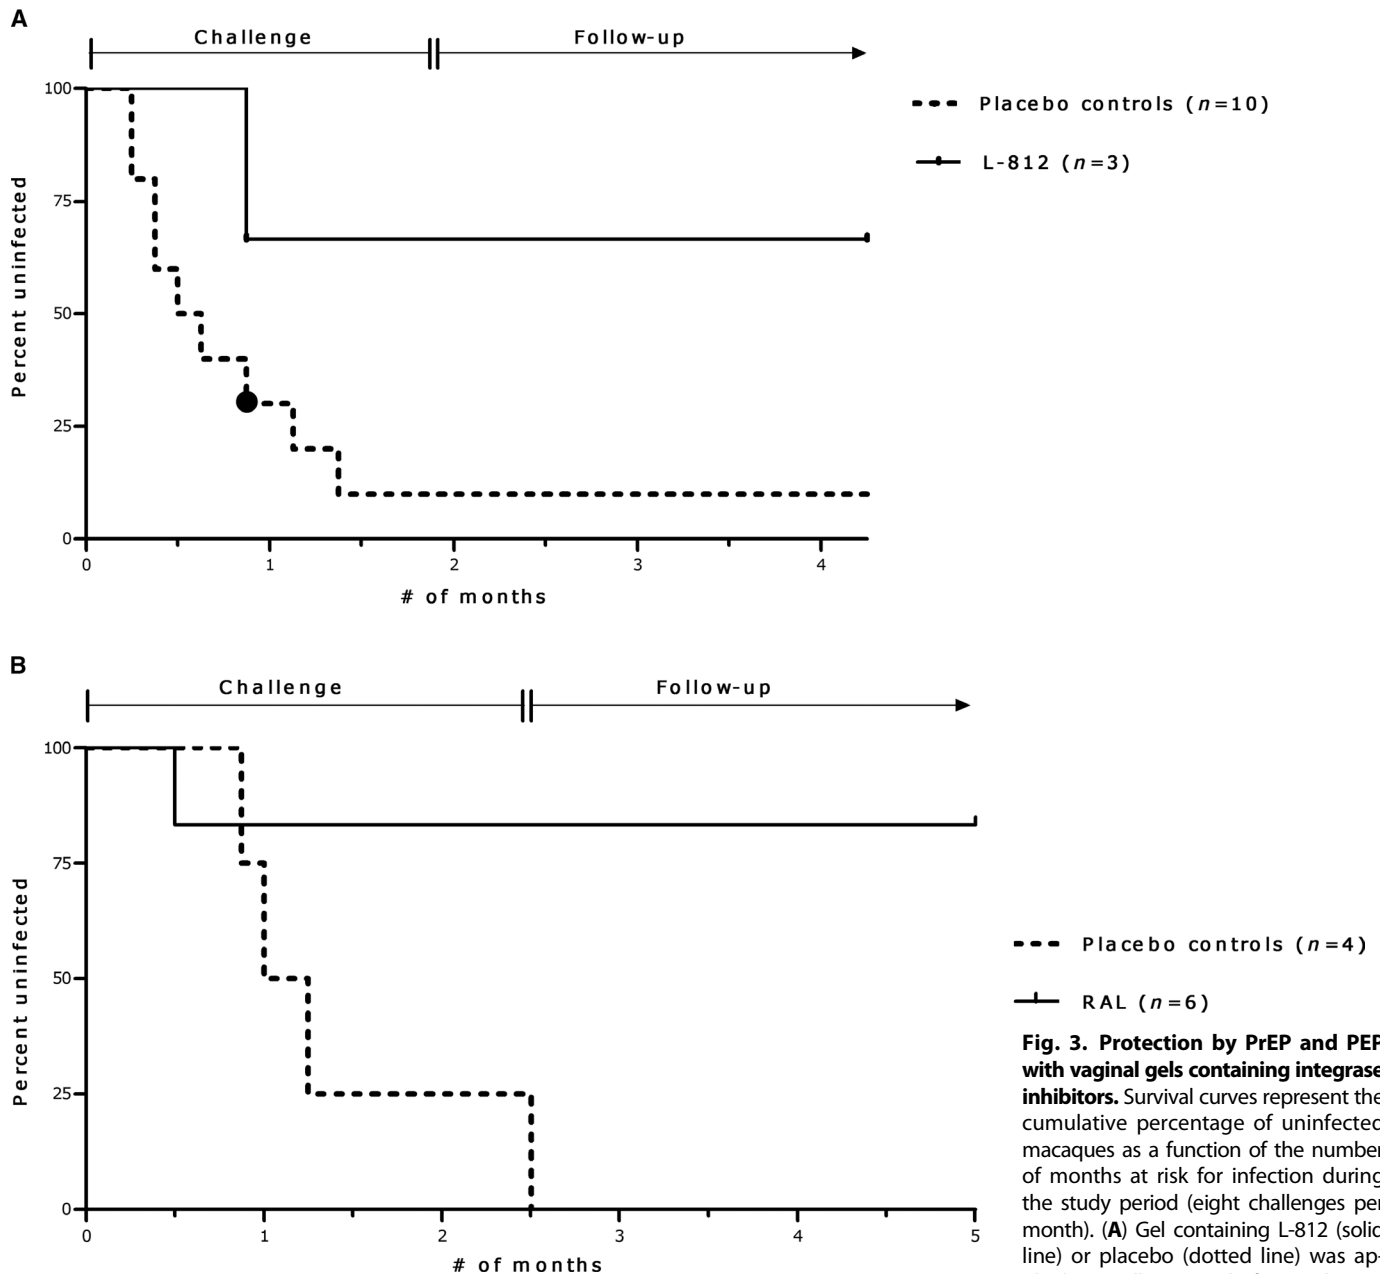 A
Challenge Follow-up
100
75
50
25
0
Percent uninfected
0 1 2 3 4
# of months
Placebo controls (n=10)
L-812 (n=3)
B
Challenge Follow-up
100
75
50
25
0
Percent uninfected
0 1 2 3 4 5
# of months
Placebo controls (n=4)
RAL (n=6)
Fig. 3. Protection by PrEP and PEP
with vaginal gels containing integrase
inhibitors. Survival curves represent the
cumulative percentage of uninfected
macaques as a function of the number
of months at risk for infection during
the study period (eight challenges per
month). (A) Gel containing L-812 (solid
line) or placebo (dotted line) was ap-